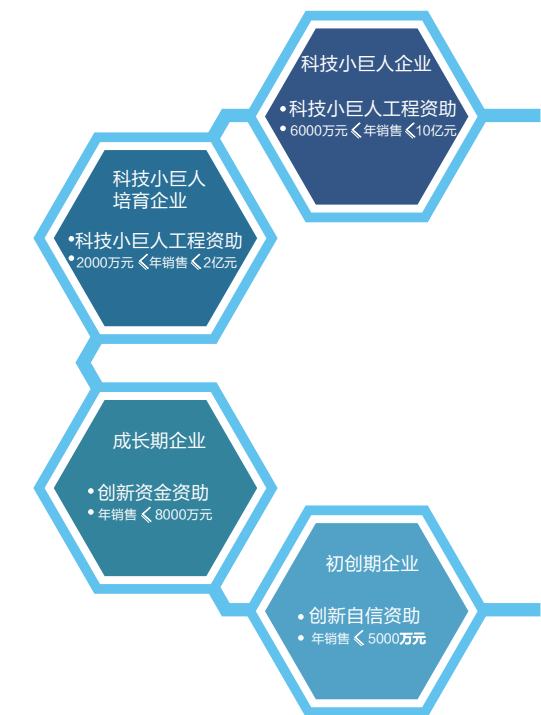 科技小巨人企业
•科技小巨人工程资助
•6000万元≤年销售≤10亿元
科技小巨人
培育企业
•科技小巨人工程资助
•2000万元≤年销售≤2亿元
成长期企业
•创新资金资助
•年销售≤8000万元
初创期企业
•创新自信资助
•年销售≤5000万元